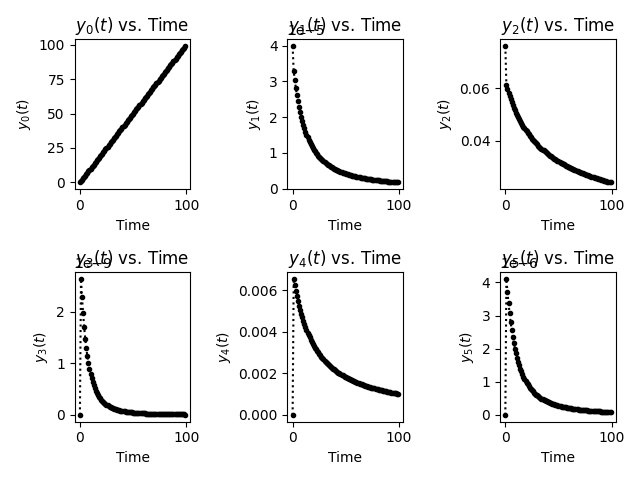 y₀(t) vs. Time
y₁(t) vs. Time
y₂(t) vs. Time
1e−5
100
75
50
25
0
y₀(t)
0 100
Time
4
3
2
1
0
y₁(t)
0 100
Time
0.06
0.04
y₂(t)
0 100
Time
y₃(t) vs. Time
y₄(t) vs. Time
y₅(t) vs. Time
1e−9
1e−6
2
1
0
y₃(t)
0 100
Time
0.006
0.004
0.002
0.000
y₄(t)
0 100
Time
4
3
2
1
0
y₅(t)
0 100
Time